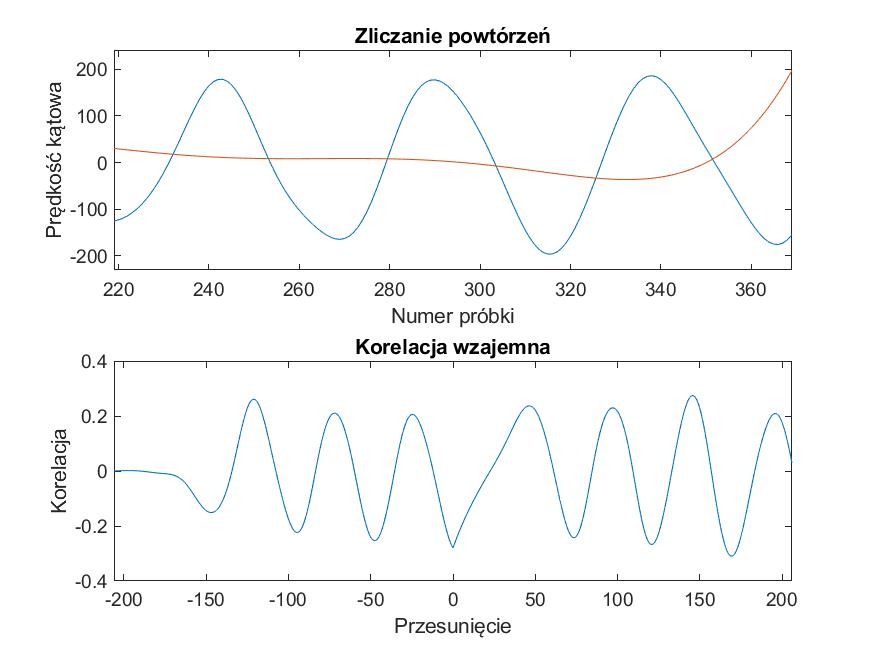 Zliczanie powtórzeń
Prędkość kątowa
200
100
0
-100
-200
220 240 260 280 300 320 340 360
Numer próbki
Korelacja wzajemna
Korelacja
0.4
0.2
0
-0.2
-0.4
-200 -150 -100 -50 0 50 100 150 200
Przesunięcie